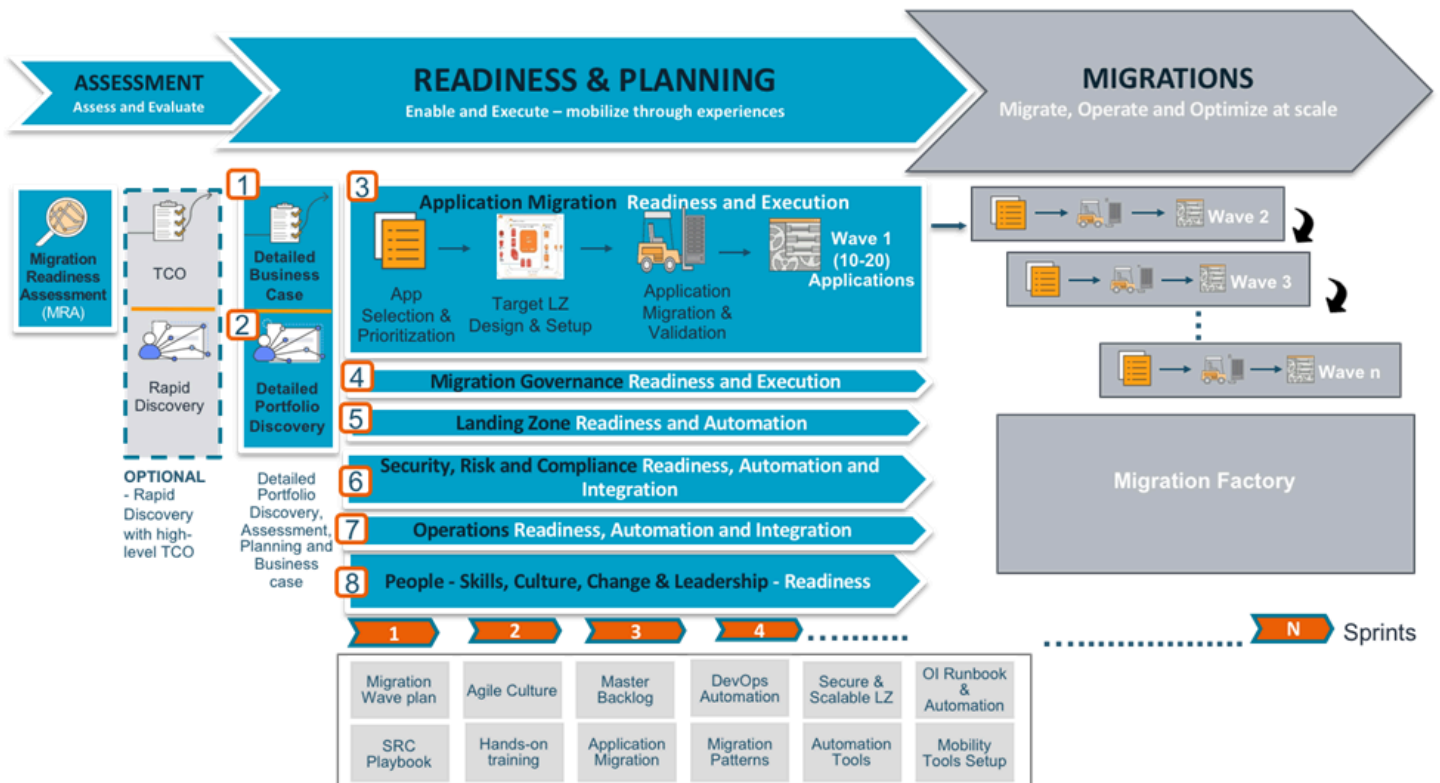 ASSESSMENT
Assess and Evaluate
READINESS & PLANNING
Enable and Execute – mobilize through experiences
MIGRATIONS
Migrate, Operate and Optimize at scale
Migration
Readiness
Assessment
(MRA)
TCO
Rapid
Discovery
OPTIONAL
- Rapid
Discovery
with high-
level TCO
1
Detailed
Business
Case
2
Detailed
Portfolio
Discovery
Detailed
Portfolio
Discovery,
Assessment,
Planning and
Business
case
3
Application Migration Readiness and Execution
App
Selection &
Prioritization
Target LZ
Design & Setup
Application
Migration &
Validation
Wave 1
(10-20)
Applications
4
Migration Governance Readiness and Execution
5
Landing Zone Readiness and Automation
6
Security, Risk and Compliance Readiness, Automation and
Integration
7
Operations Readiness, Automation and Integration
8
People - Skills, Culture, Change & Leadership - Readiness
Wave 2
Wave 3
Wave n
Migration Factory
1
2
3
4
N
Sprints
Migration
Wave plan
Agile Culture
Master
Backlog
DevOps
Automation
Secure &
Scalable LZ
OI Runbook
&
Automation
SRC
Playbook
Hands-on
training
Application
Migration
Migration
Patterns
Automation
Tools
Mobility
Tools Setup